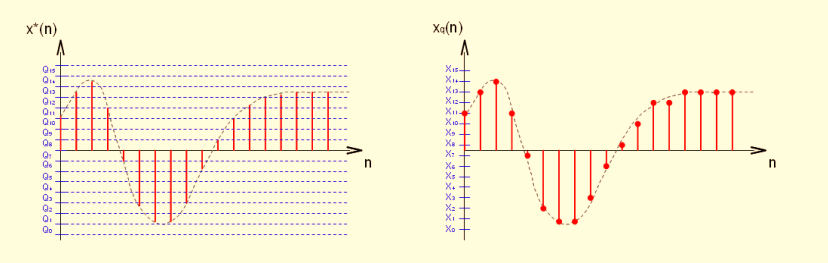 x*(n)
Q₁₅
Q₁₄
Q₁₃
Q₁₂
Q₁₁
Q₁₀
Q₉
Q₈
Q₇
Q₆
Q₅
Q₄
Q₃
Q₂
Q₁
Q₀
n
x_q(n)
X₁₅
X₁₄
X₁₃
X₁₂
X₁₁
X₁₀
X₉
X₈
X₇
X₆
X₅
X₄
X₃
X₂
X₁
X₀
n